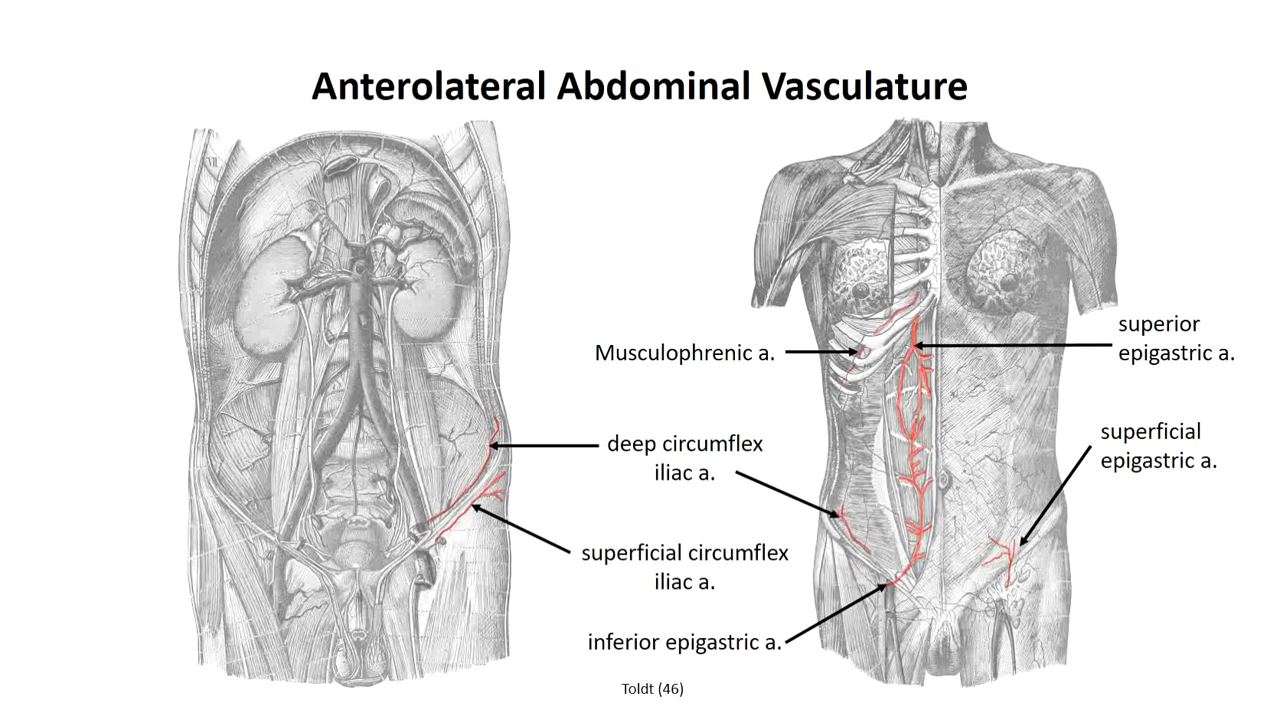 Anterolateral Abdominal Vasculature
Musculophrenic a.
superior
epigastric a.
deep circumflex
iliac a.
superficial
epigastric a.
superficial circumflex
iliac a.
inferior epigastric a.
Toldt (46)